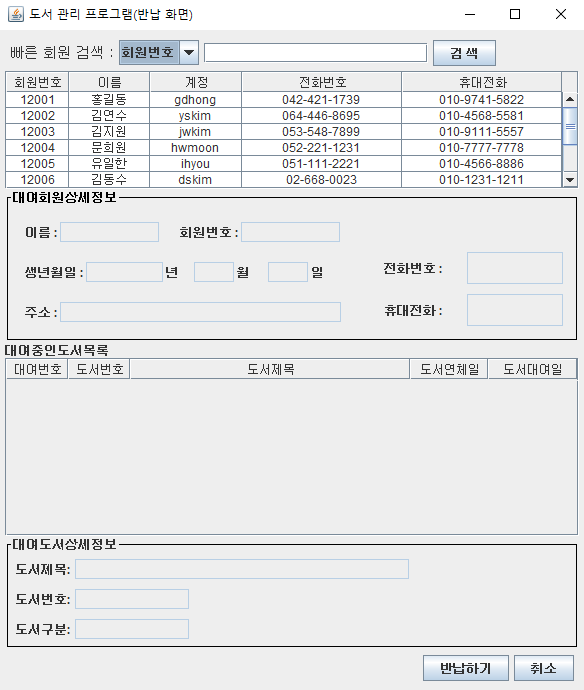 도서 관리 프로그램(반납 화면)
빠른 회원 검색 : 회원번호 검 색
회원번호 이름 계정 전화번호 휴대전화
12001 홍길동 gdhong 042-421-1739 010-9741-5822
12002 김연수 yskim 064-446-8695 010-4568-5581
12003 김지원 jwkim 053-548-7899 010-9111-5557
12004 문희원 hwmoon 052-221-1231 010-7777-7778
12005 유일한 ihyou 051-111-2221 010-4566-8886
12006 김동수 dskim 02-668-0023 010-1231-1211
대여회원상세정보
이름 : 회원번호 :
생년월일 : 년 월 일 전화번호 :
주소 : 휴대전화 :
대여중인도서목록
대여번호 도서번호 도서제목 도서연체일 도서대여일
대여도서상세정보
도서제목:
도서번호:
도서구분:
반납하기 취소